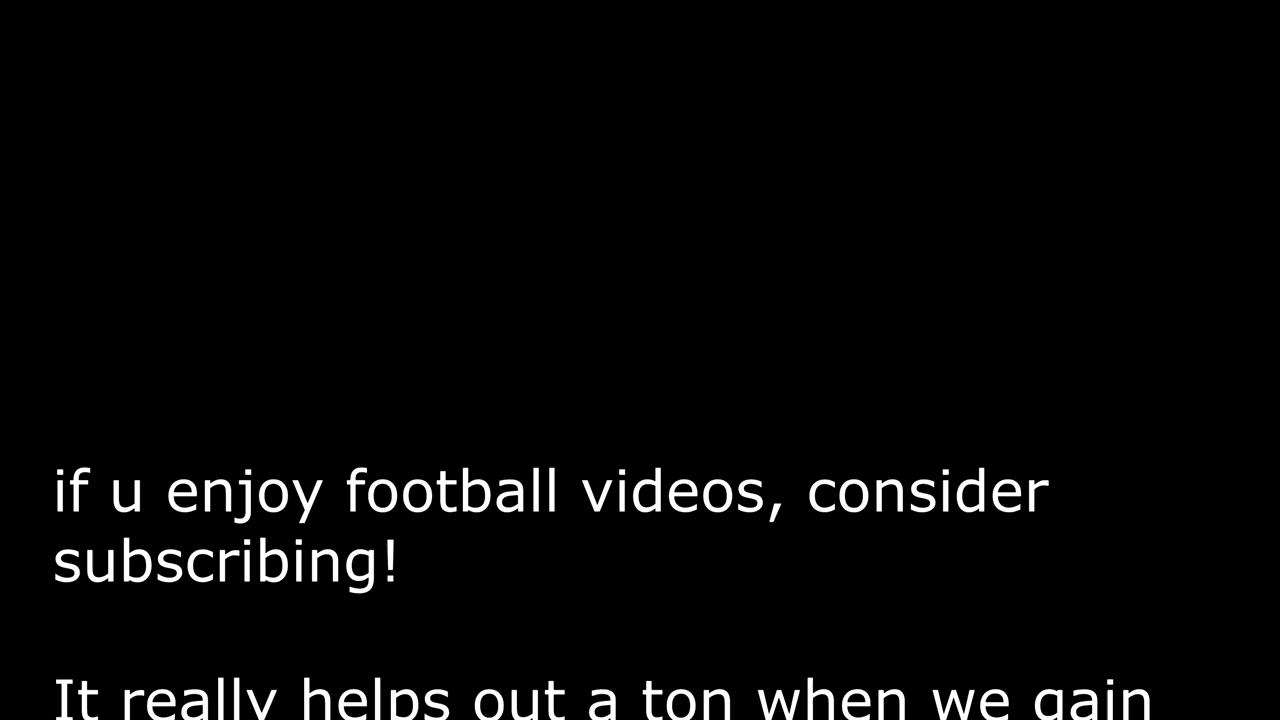 if u enjoy football videos, consider
subscribing!
It really helps out a ton when we gain